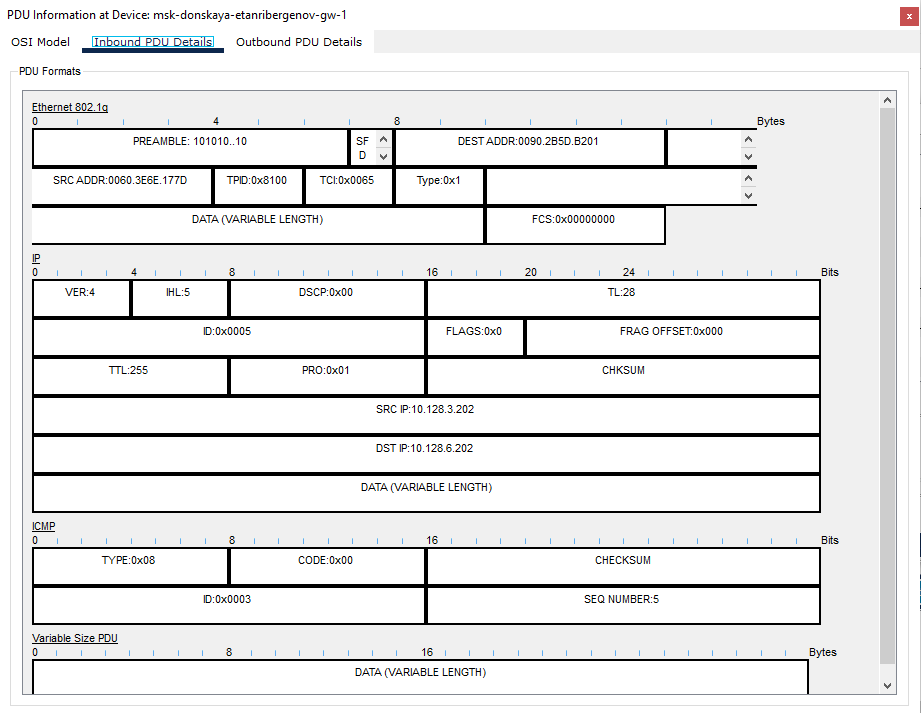 PDU Information at Device: msk-donskaya-etanribergenov-gw-1
x
OSI Model Inbound PDU Details Outbound PDU Details
PDU Formats
Ethernet 802.1q
0 4 8 Bytes
PREAMBLE: 101010..10 SF D DEST ADDR:0090.2B5D.B201
SRC ADDR:0060.3E6E.177D TPID:0x8100 TCI:0x0065 Type:0x1
DATA (VARIABLE LENGTH) FCS:0x00000000
IP
0 4 8 16 20 24 Bits
VER:4 IHL:5 DSCP:0x00 TL:28
ID:0x0005 FLAGS:0x0 FRAG OFFSET:0x000
TTL:255 PRO:0x01 CHKSUM
SRC IP:10.128.3.202
DST IP:10.128.6.202
DATA (VARIABLE LENGTH)
ICMP
0 8 16 Bits
TYPE:0x08 CODE:0x00 CHECKSUM
ID:0x0003 SEQ NUMBER:5
Variable Size PDU
0 8 16 Bytes
DATA (VARIABLE LENGTH)